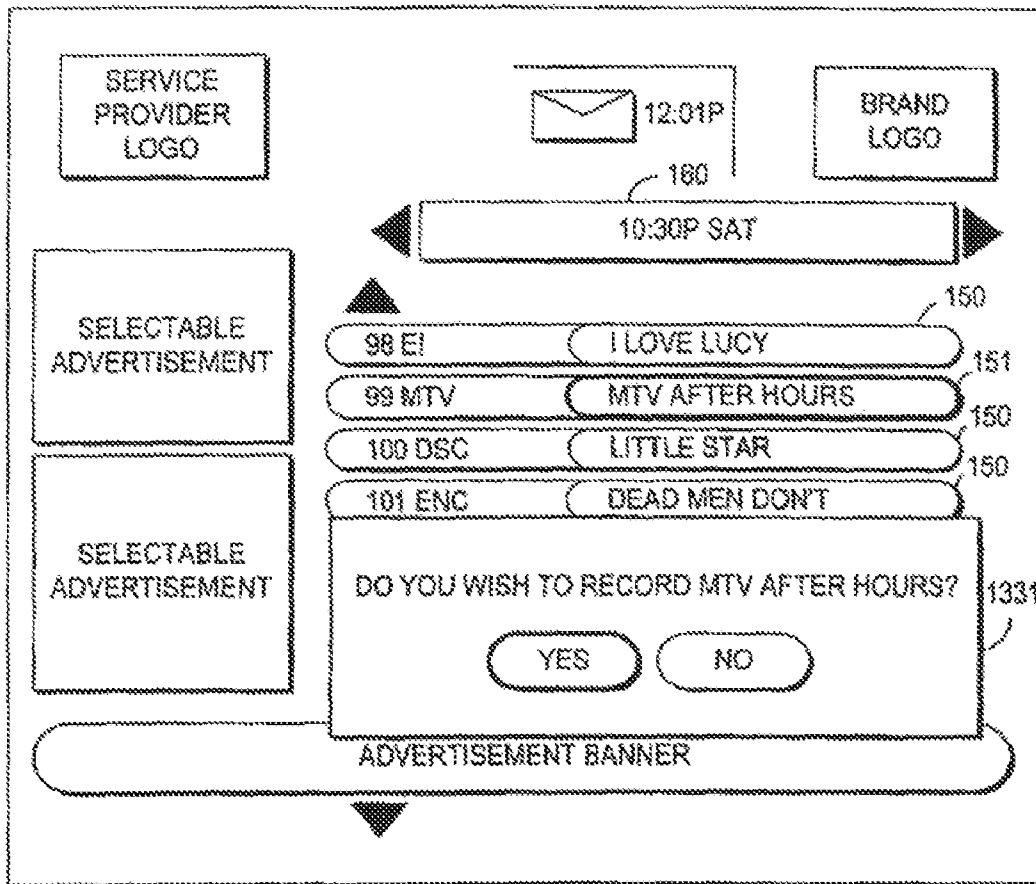 SERVICE
PROVIDER
LOGO
12:01P
BRAND
LOGO
160
10:30P SAT
SELECTABLE
ADVERTISEMENT
150
98 E!
I LOVE LUCY
151
99 MTV
MTV AFTER HOURS
150
100 DSC
LITTLE STAR
150
101 ENC
DEAD MEN DON'T
SELECTABLE
ADVERTISEMENT
DO YOU WISH TO RECORD MTV AFTER HOURS?
1331
YES
NO
ADVERTISEMENT BANNER